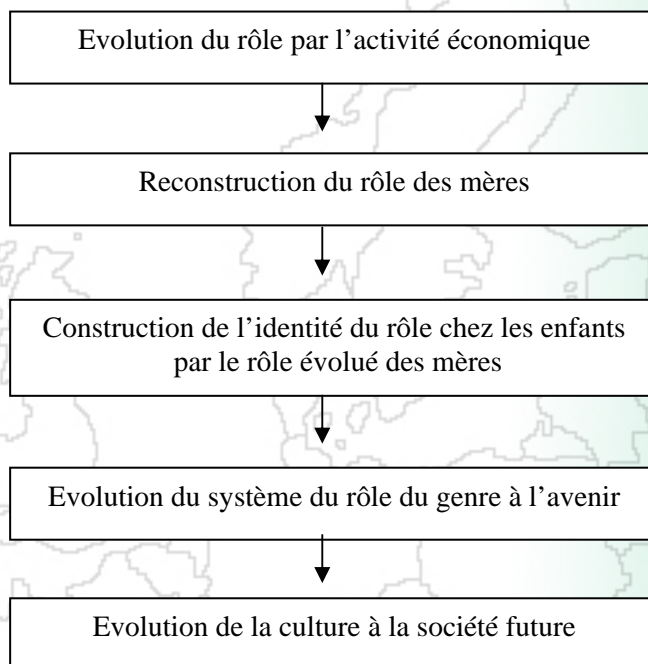 Evolution du rôle par l’activité économique
Reconstruction du rôle des mères
Construction de l’identité du rôle chez les enfants
par le rôle évolué des mères
Evolution du système du rôle du genre à l’avenir
Evolution de la culture à la société future